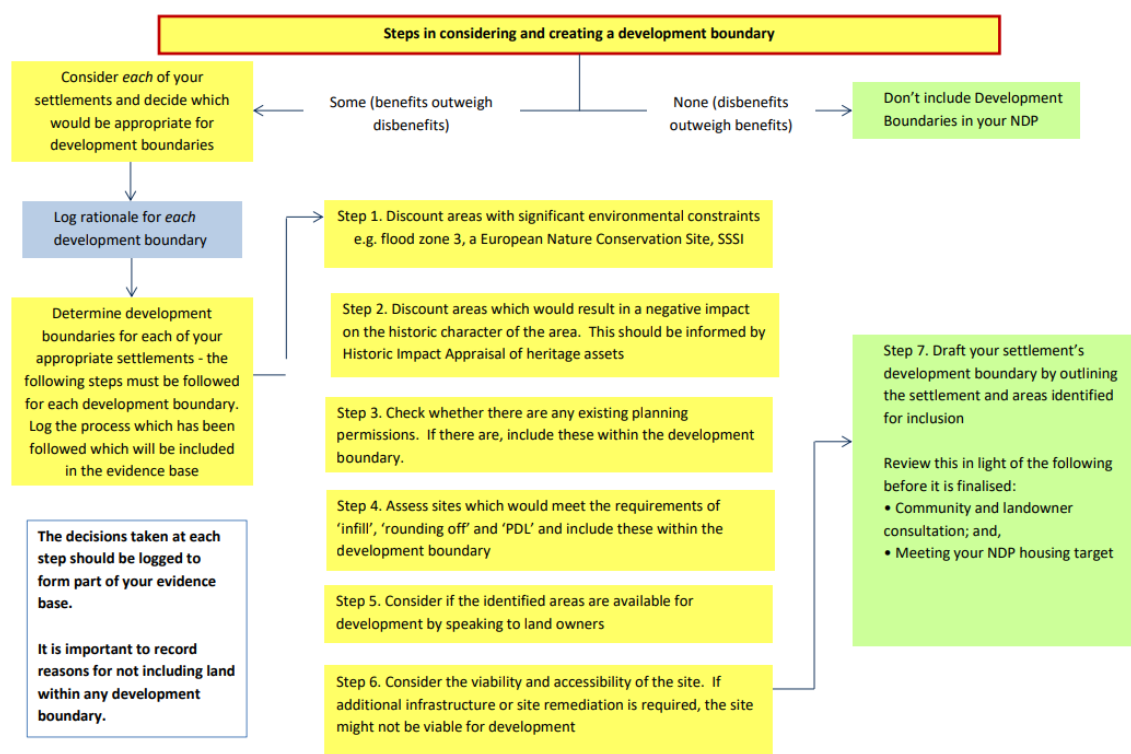 Steps in considering and creating a development boundary
Consider each of your
settlements and decide which
would be appropriate for
development boundaries
Some (benefits outweigh
disbenefits)
None (disbenefits
outweigh benefits)
Don’t include Development
Boundaries in your NDP
Log rationale for each
development boundary
Determine development
boundaries for each of your
appropriate settlements - the
following steps must be followed
for each development boundary.
Log the process which has been
followed which will be included
in the evidence base
The decisions taken at each
step should be logged to
form part of your evidence
base.
It is important to record
reasons for not including land
within any development
boundary.
Step 1. Discount areas with significant environmental constraints
e.g. flood zone 3, a European Nature Conservation Site, SSSI
Step 2. Discount areas which would result in a negative impact
on the historic character of the area.  This should be informed by
Historic Impact Appraisal of heritage assets
Step 3. Check whether there are any existing planning
permissions.  If there are, include these within the development
boundary.
Step 4. Assess sites which would meet the requirements of
‘infill’, ‘rounding off’ and ‘PDL’ and include these within the
development boundary
Step 5. Consider if the identified areas are available for
development by speaking to land owners
Step 6. Consider the viability and accessibility of the site.  If
additional infrastructure or site remediation is required, the site
might not be viable for development
Step 7. Draft your settlement’s
development boundary by outlining
the settlement and areas identified
for inclusion
Review this in light of the following
before it is finalised:
• Community and landowner
consultation; and,
• Meeting your NDP housing target